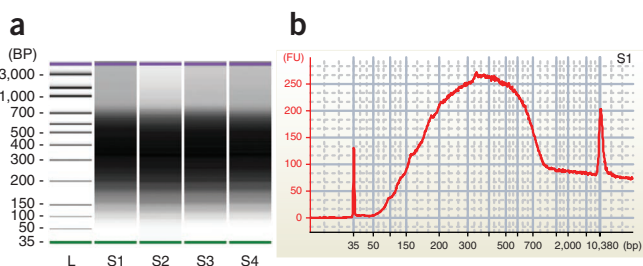 a
(BP)
3,000 -
1,000 -
700 -
500 -
400 -
300 -
200 -
150 -
100 -
50 -
35 -
L S1 S2 S3 S4
b
(FU)
S1
250
200
150
100
50
0
35 50 150 200 300 500 700 2,000 10,380 (bp)